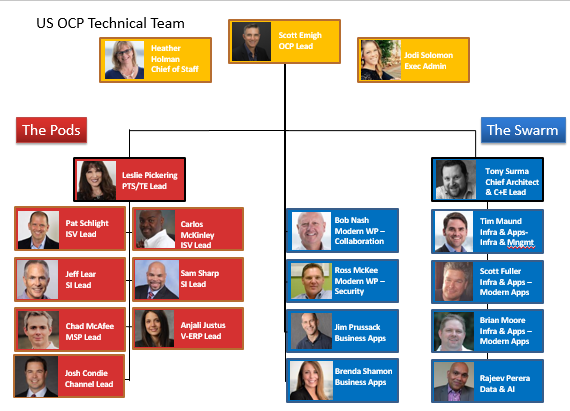 US OCP Technical Team
Scott Emigh
OCP Lead
Heather
Holman
Chief of Staff
Jodi Solomon
Exec Admin
The Pods
The Swarm
Leslie Pickering
PTS/TE Lead
Tony Surma
Chief Architect
& C+E Lead
Pat Schlight
ISV Lead
Carlos
McKinley
ISV Lead
Jeff Lear
SI Lead
Sam Sharp
SI Lead
Chad McAfee
MSP Lead
Anjali Justus
V-ERP Lead
Josh Condie
Channel Lead
Bob Nash
Modern WP –
Collaboration
Ross McKee
Modern WP –
Security
Jim Prussack
Business Apps
Brenda Shamon
Business Apps
Tim Maund
Infra & Apps-
Infra & Mngmt
Scott Fuller
Infra & Apps –
Modern Apps
Brian Moore
Infra & Apps –
Modern Apps
Rajeev Perera
Data & AI